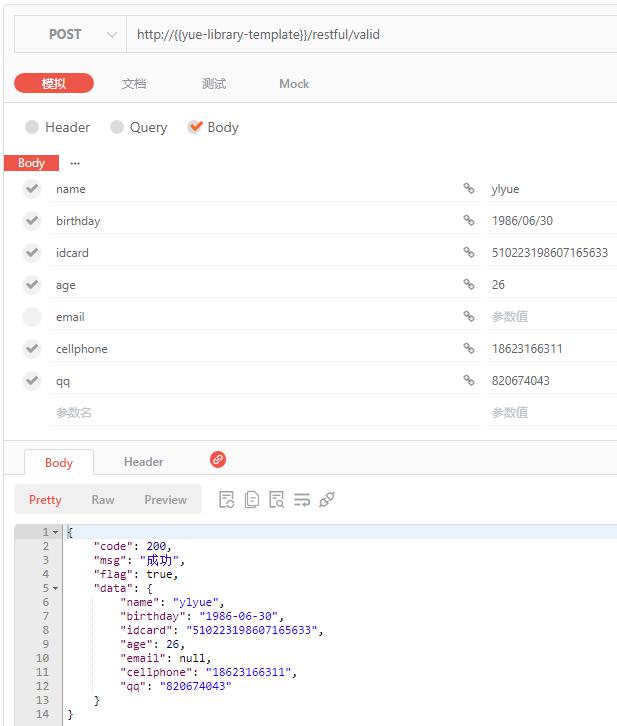 POST http://{{yue-library-template}}/restful/valid
模拟 文档 测试 Mock
Header Query Body
Body ...
name ylyue
birthday 1986/06/30
idcard 510223198607165633
age 26
email 参数值
cellphone 18623166311
qq 820674043
参数名 参数值
Body Header
Pretty Raw Preview
1 {
2 "code": 200,
3 "msg": "成功",
4 "flag": true,
5 "data": {
6 "name": "ylyue",
7 "birthday": "1986-06-30",
8 "idcard": "510223198607165633",
9 "age": 26,
10 "email": null,
11 "cellphone": "18623166311",
12 "qq": "820674043"
13 }
14 }